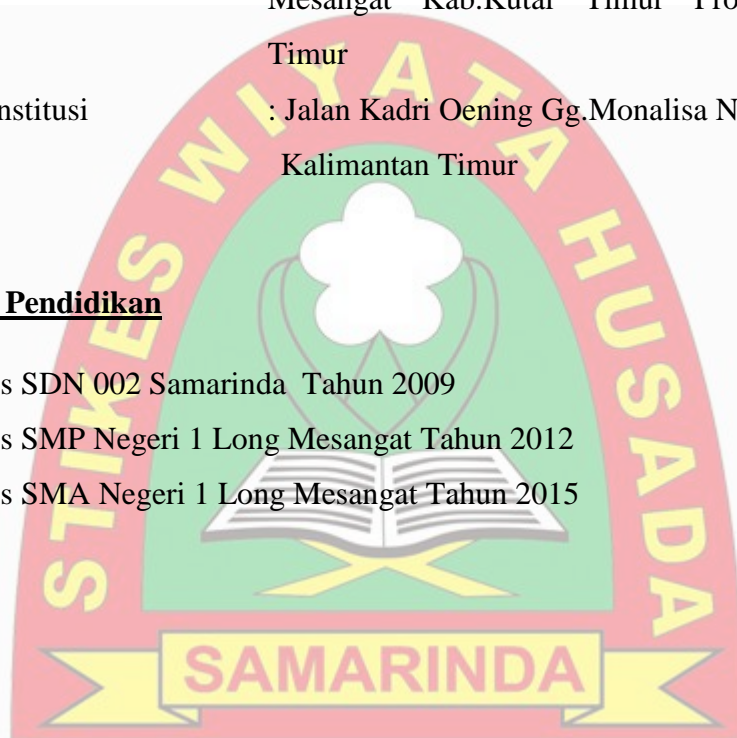 Mesangat Kab.Kutai Timur
Timur
: Jalan Kadri Oening Gg.Monalisa
Kalimantan Timur
Pendidikan
SDN 002 Samarinda Tahun 2009
SMP Negeri 1 Long Mesangat Tahun 2012
SMA Negeri 1 Long Mesangat Tahun 2015
STIKES WIYATA HUSADA
SAMARINDA